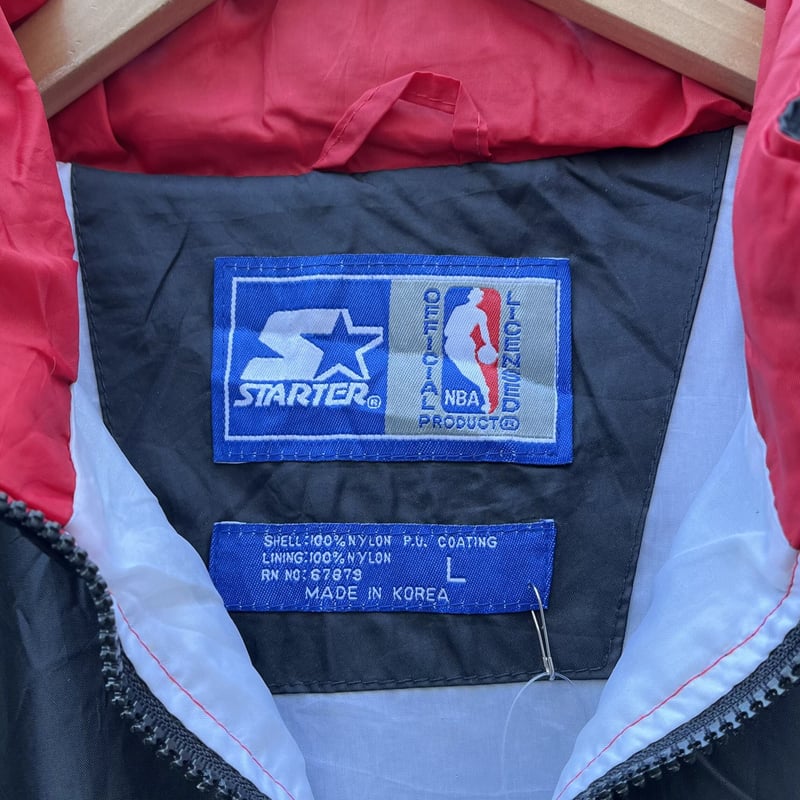 STARTER®
OFFICIAL
LICENSED
NBA
PRODUCT®
SHELL:100%NYLON P.U. COATING
LINING:100%NYLON
RN NO:67879
L
MADE IN KOREA